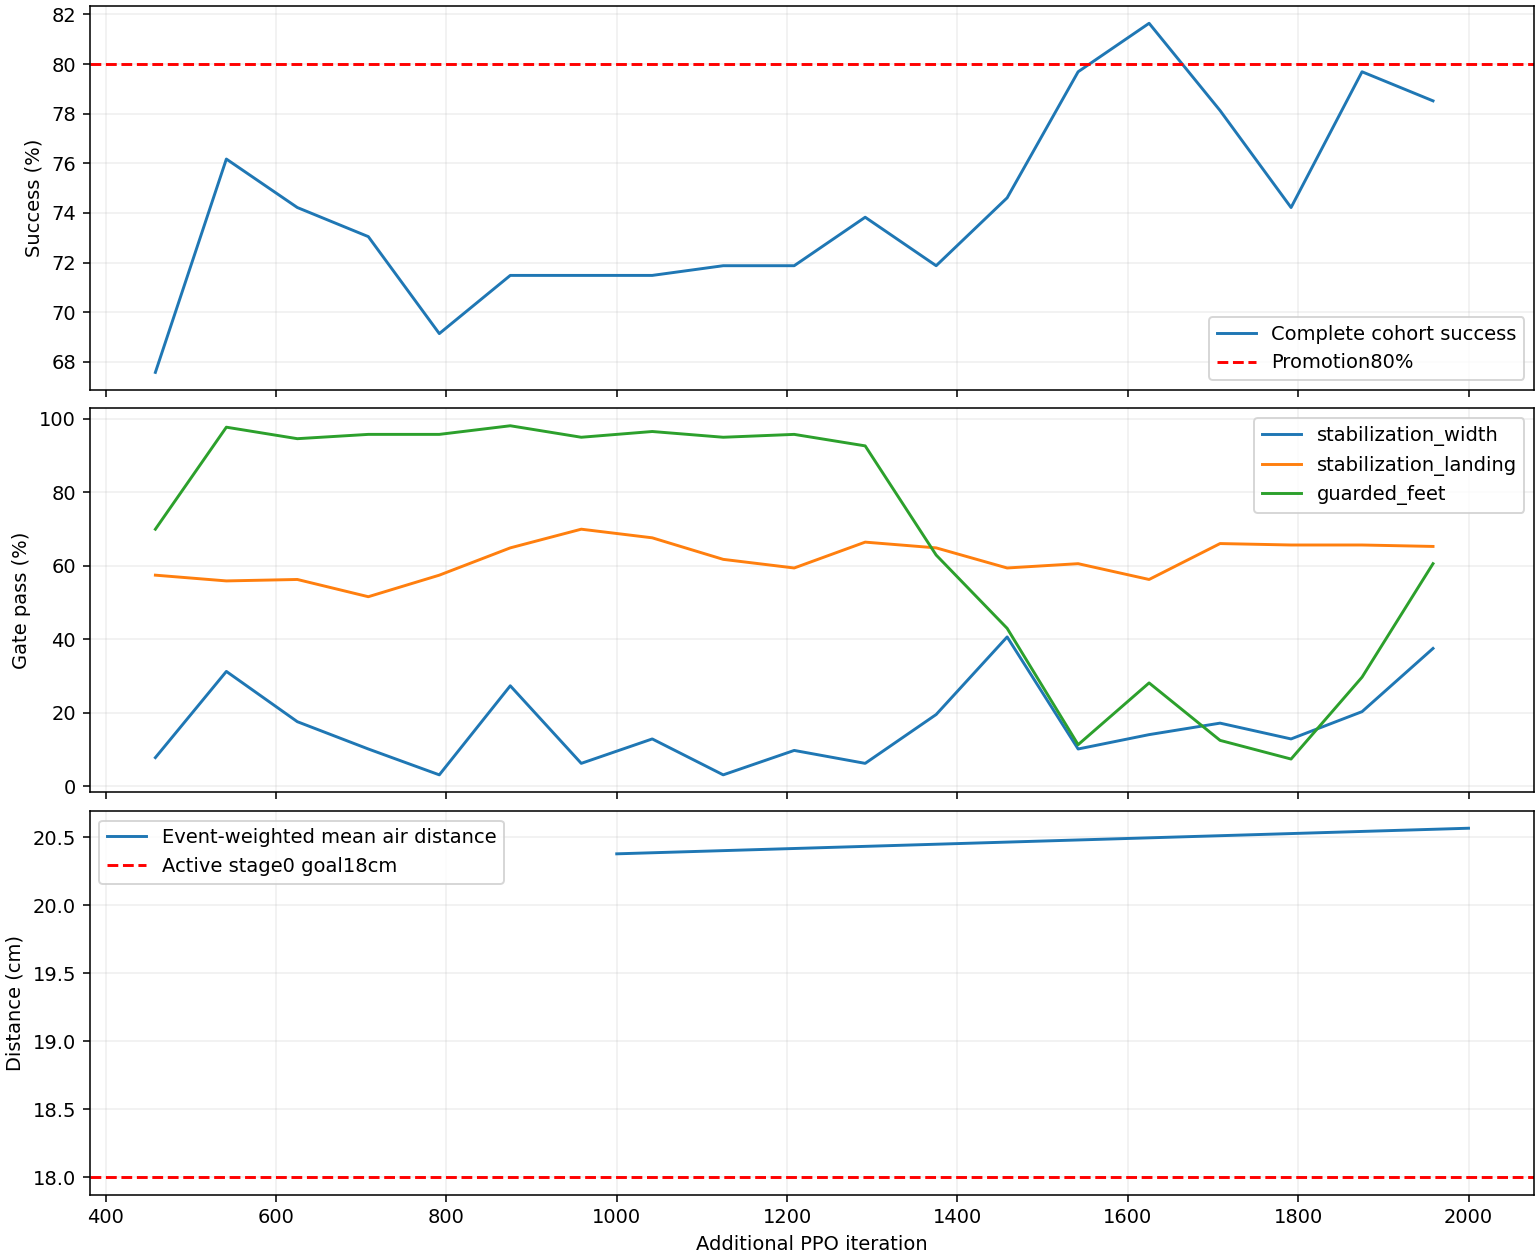 82
80
78
76
74
72
70
68
Success (%)
Complete cohort success
Promotion80%
100
80
60
40
20
0
Gate pass (%)
stabilization_width
stabilization_landing
guarded_feet
20.5
20.0
19.5
19.0
18.5
18.0
Distance (cm)
Event-weighted mean air distance
Active stage0 goal18cm
400 600 800 1000 1200 1400 1600 1800 2000
Additional PPO iteration